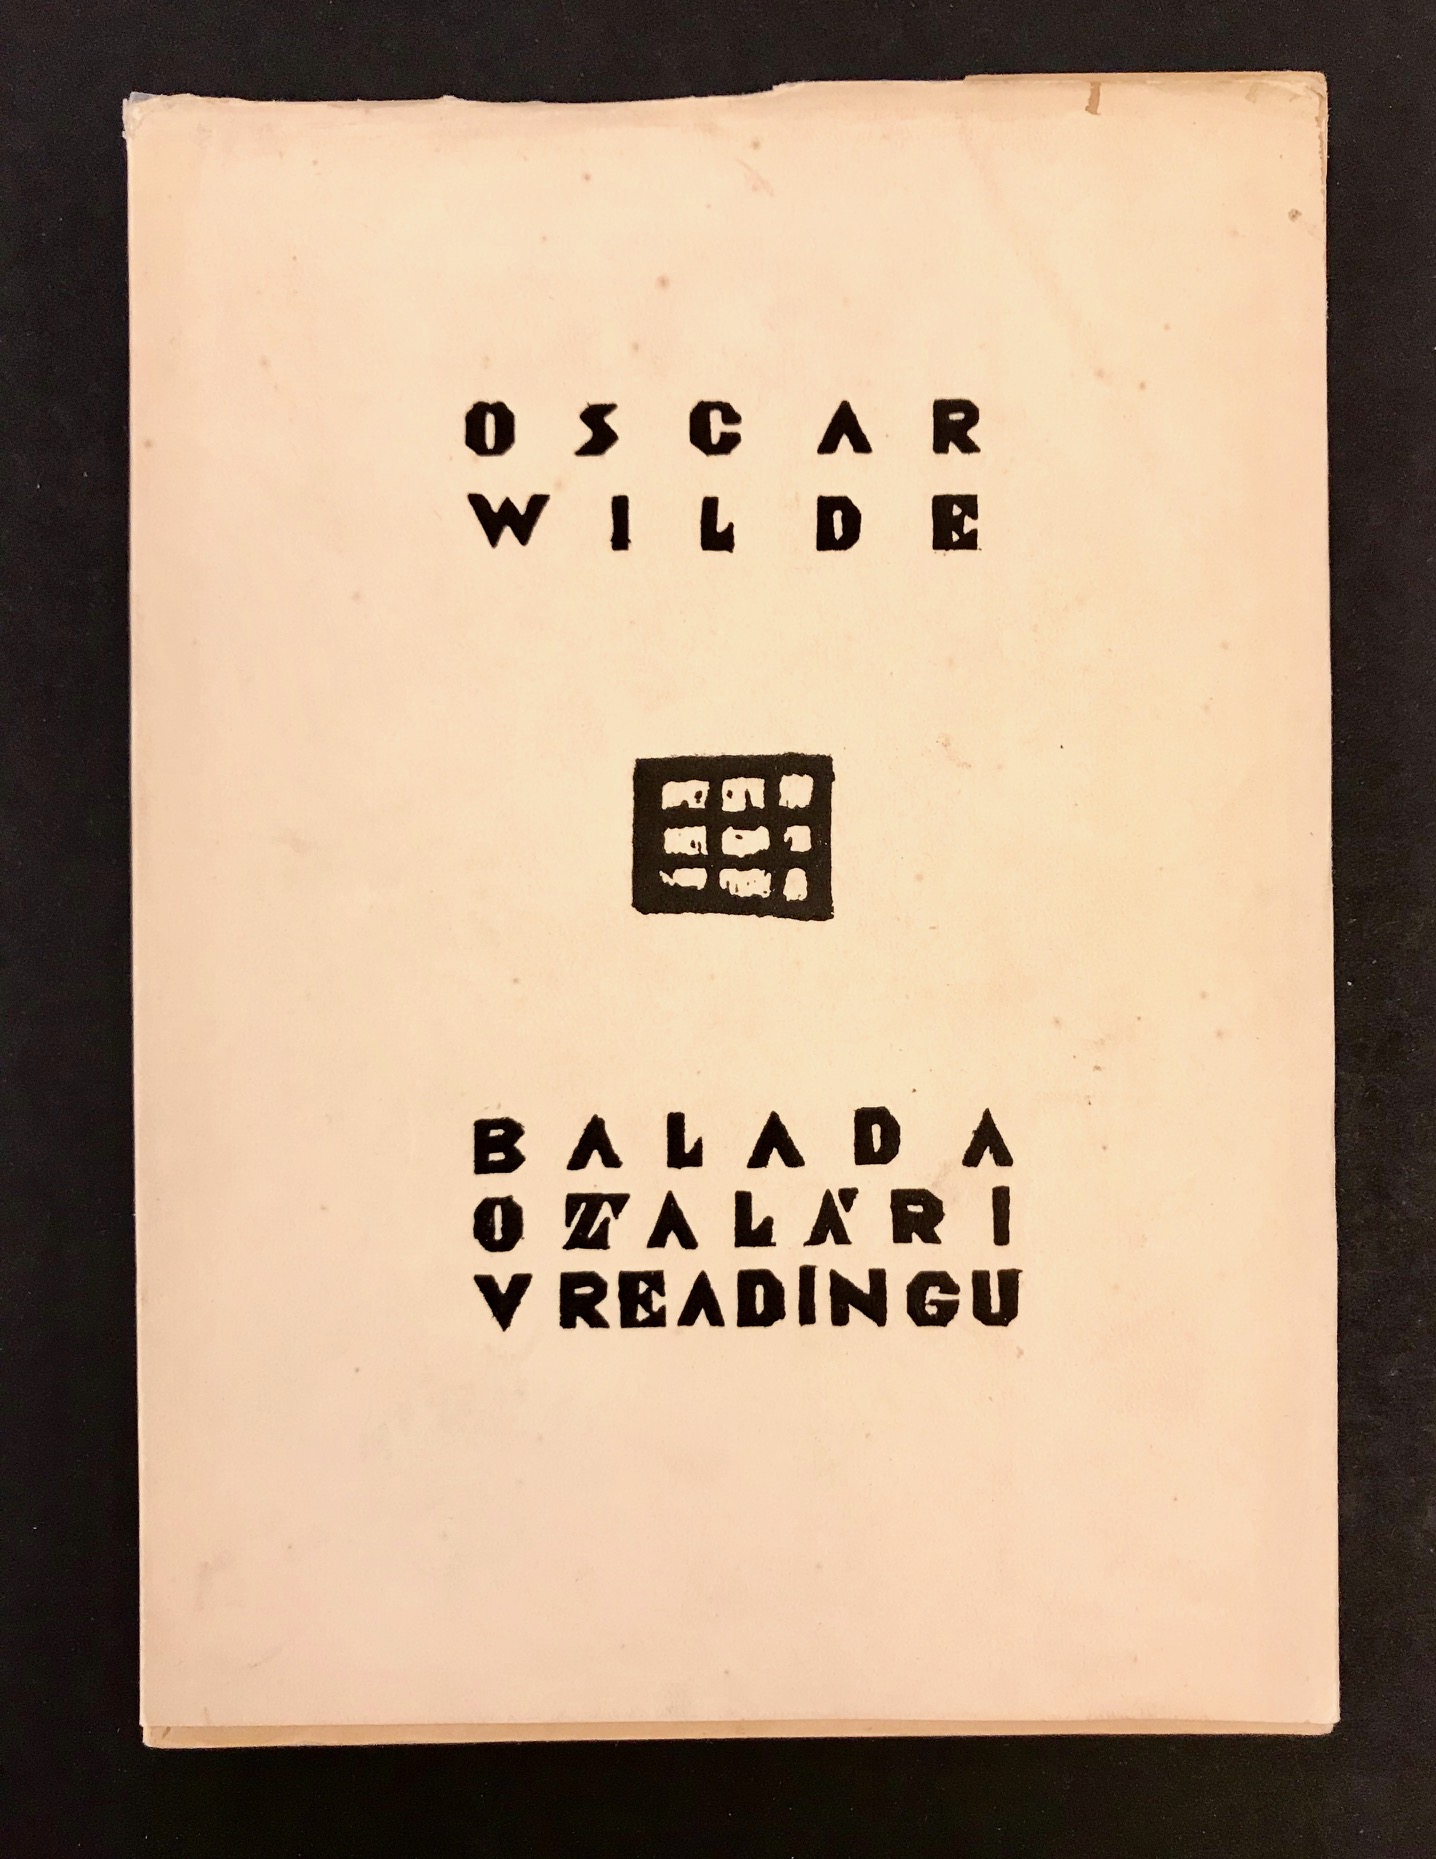 OSCAR
WILDE
BALADA
O ŽALÁŘI
V READINGU